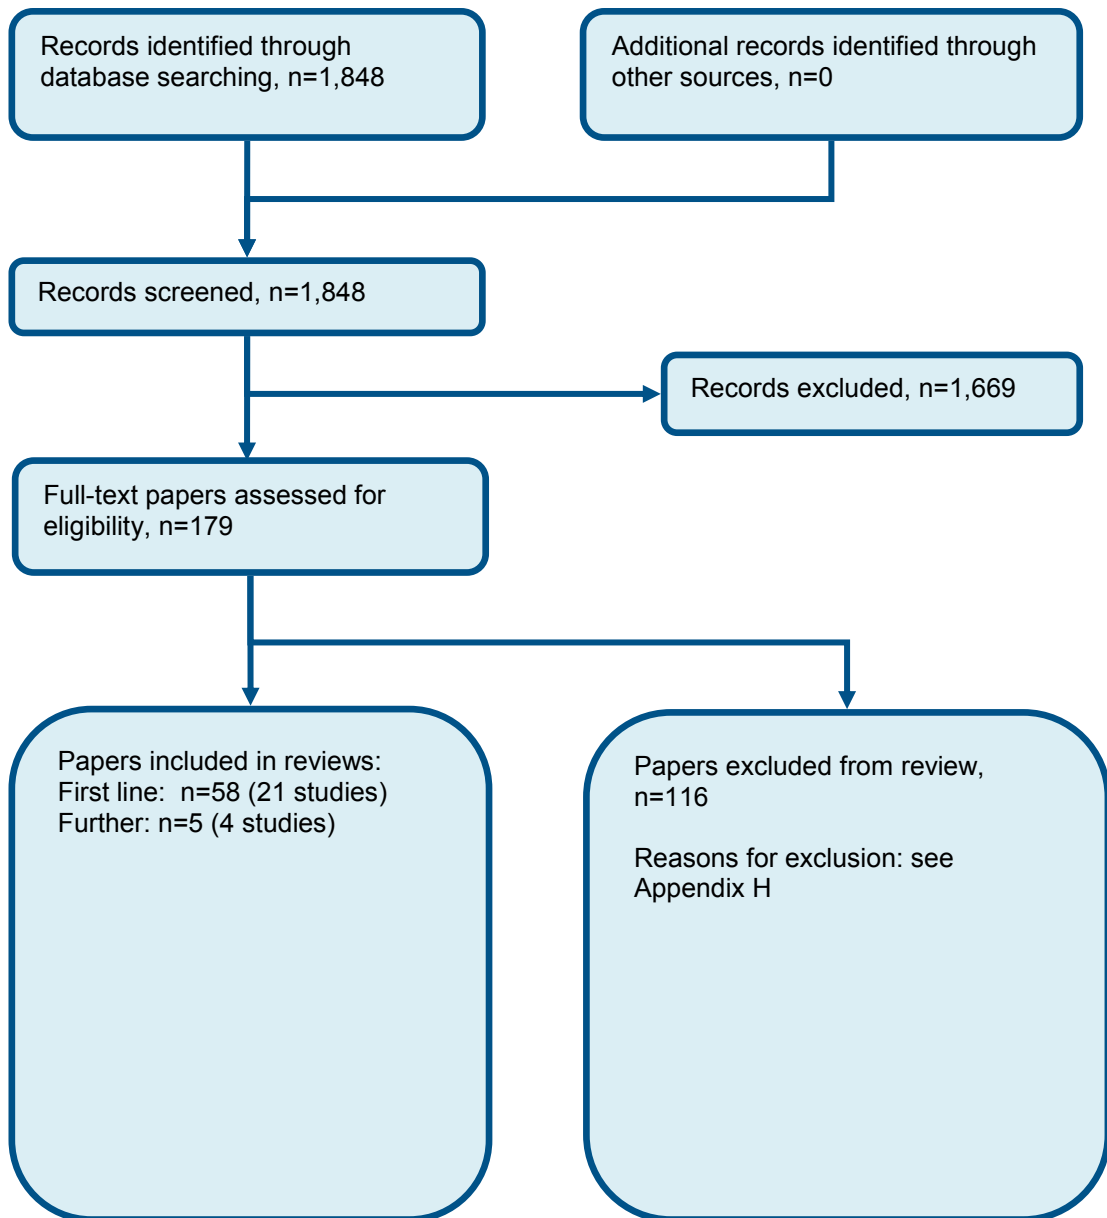 Records identified through
database searching, n=1,848
Additional records identified through
other sources, n=0
Records screened, n=1,848
Records excluded, n=1,669
Full-text papers assessed for
eligibility, n=179
Papers included in reviews:
First line:  n=58 (21 studies)
Further: n=5 (4 studies)
Papers excluded from review,
n=116
Reasons for exclusion: see
Appendix H